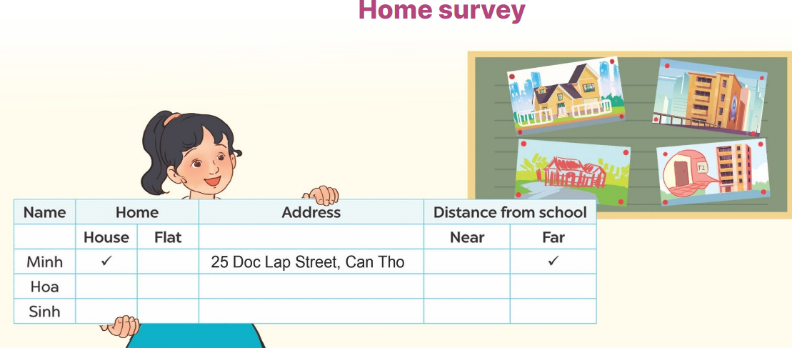 Home survey
Name Home Address Distance from school
House Flat Near Far
Minh ✓ 25 Doc Lap Street, Can Tho ✓
Hoa
Sinh